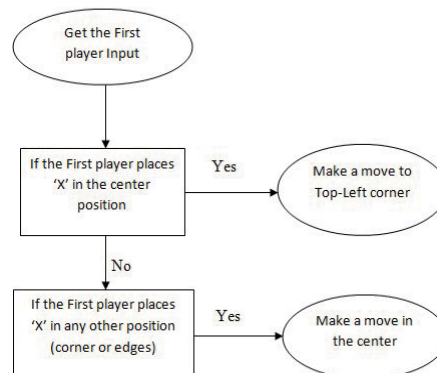 Get the First
player Input
If the First player places
‘X’ in the center
position
Yes
Make a move to
Top-Left corner
No
If the First player places
‘X’ in any other position
(corner or edges)
Yes
Make a move in
the center